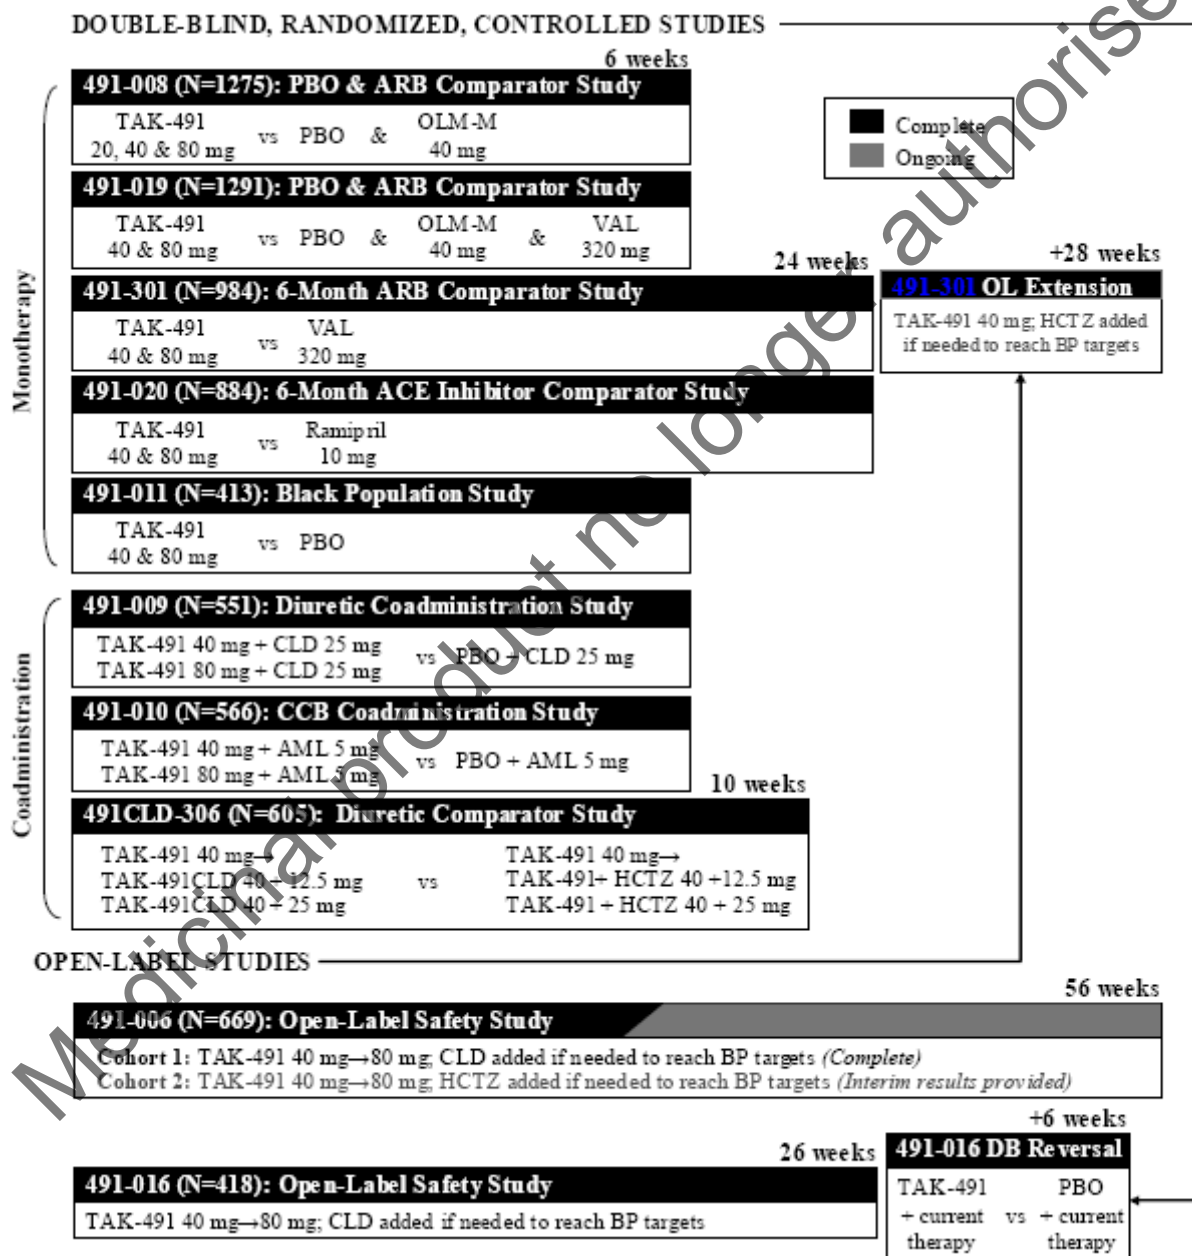 DOUBLE-BLIND, RANDOMIZED, CONTROLLED STUDIES
6 weeks
491-008 (N=1275): PBO & ARB Comparator Study
TAK-491 vs PBO & OLM-M
20, 40 & 80 mg 40 mg
Complete
Ongoing
491-019 (N=1291): PBO & ARB Comparator Study
TAK-491 vs PBO & OLM-M & VAL
40 & 80 mg 40 mg 320 mg
24 weeks
+28 weeks
491-301 (N=984): 6-Month ARB Comparator Study
TAK-491 vs VAL
40 & 80 mg 320 mg
491-301 OL Extension
TAK-491 40 mg; HCTZ added
if needed to reach BP targets
491-020 (N=884): 6-Month ACE Inhibitor Comparator Study
TAK-491 vs Ramipril
40 & 80 mg 10 mg
491-011 (N=413): Black Population Study
TAK-491 vs PBO
40 & 80 mg
Monotherapy
491-009 (N=551): Diuretic Coadministration Study
TAK-491 40 mg + CLD 25 mg vs PBO + CLD 25 mg
TAK-491 80 mg + CLD 25 mg
491-010 (N=566): CCB Coadministration Study
TAK-491 40 mg + AML 5 mg vs PBO + AML 5 mg
TAK-491 80 mg + AML 5 mg
10 weeks
491CLD-306 (N=605): Diuretic Comparator Study
TAK-491 40 mg→ TAK-491 40 mg→
TAK-491CLD 40 + 12.5 mg vs TAK-491+ HCTZ 40 +12.5 mg
TAK-491CLD 40 + 25 mg TAK-491 + HCTZ 40 + 25 mg
Coadministration
OPEN-LABEL STUDIES
56 weeks
491-006 (N=669): Open-Label Safety Study
Cohort 1: TAK-491 40 mg→80 mg; CLD added if needed to reach BP targets (Complete)
Cohort 2: TAK-491 40 mg→80 mg; HCTZ added if needed to reach BP targets (Interim results provided)
26 weeks
+6 weeks
491-016 (N=418): Open-Label Safety Study
TAK-491 40 mg→80 mg; CLD added if needed to reach BP targets
491-016 DB Reversal
TAK-491 PBO
+ current vs + current
therapy therapy
Medicinal product no longer authorise